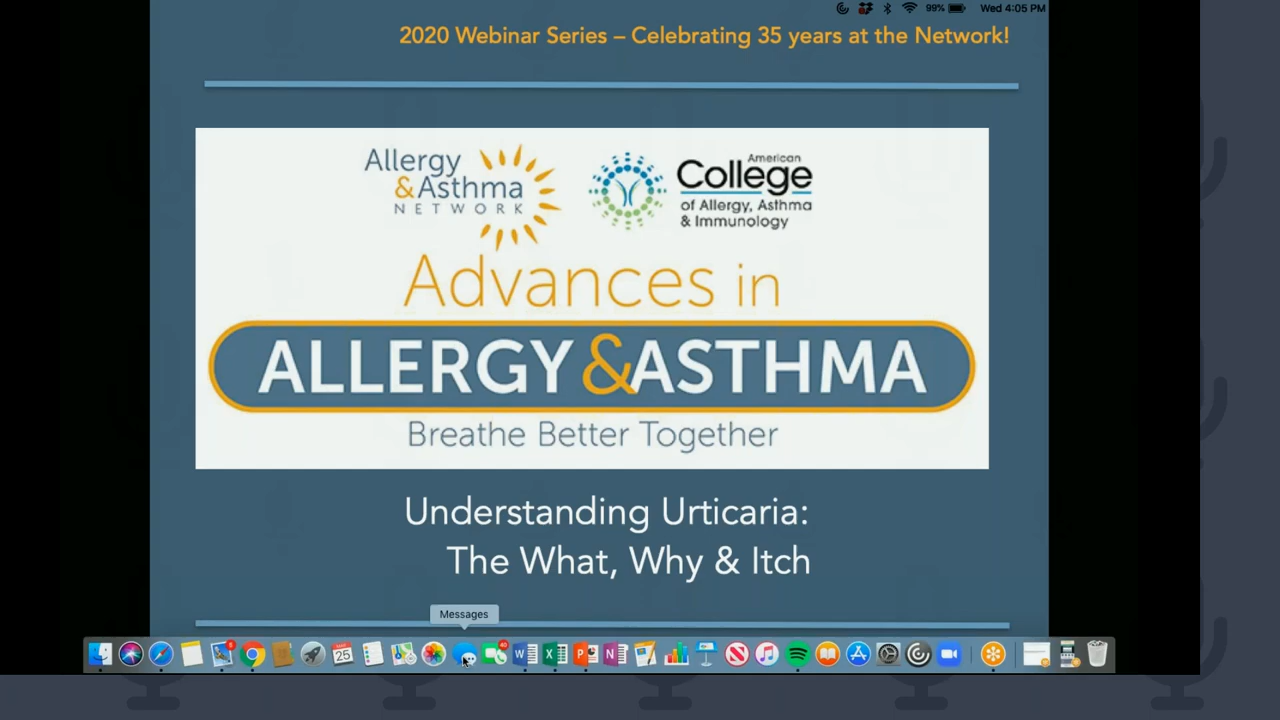 99% Wed 4:05 PM
2020 Webinar Series – Celebrating 35 years at the Network!
Allergy
&Asthma
NETWORK
American
College
of Allergy, Asthma
& Immunology
Advances in
ALLERGY &ASTHMA
Breathe Better Together
Understanding Urticaria:
The What, Why & Itch
Messages
25